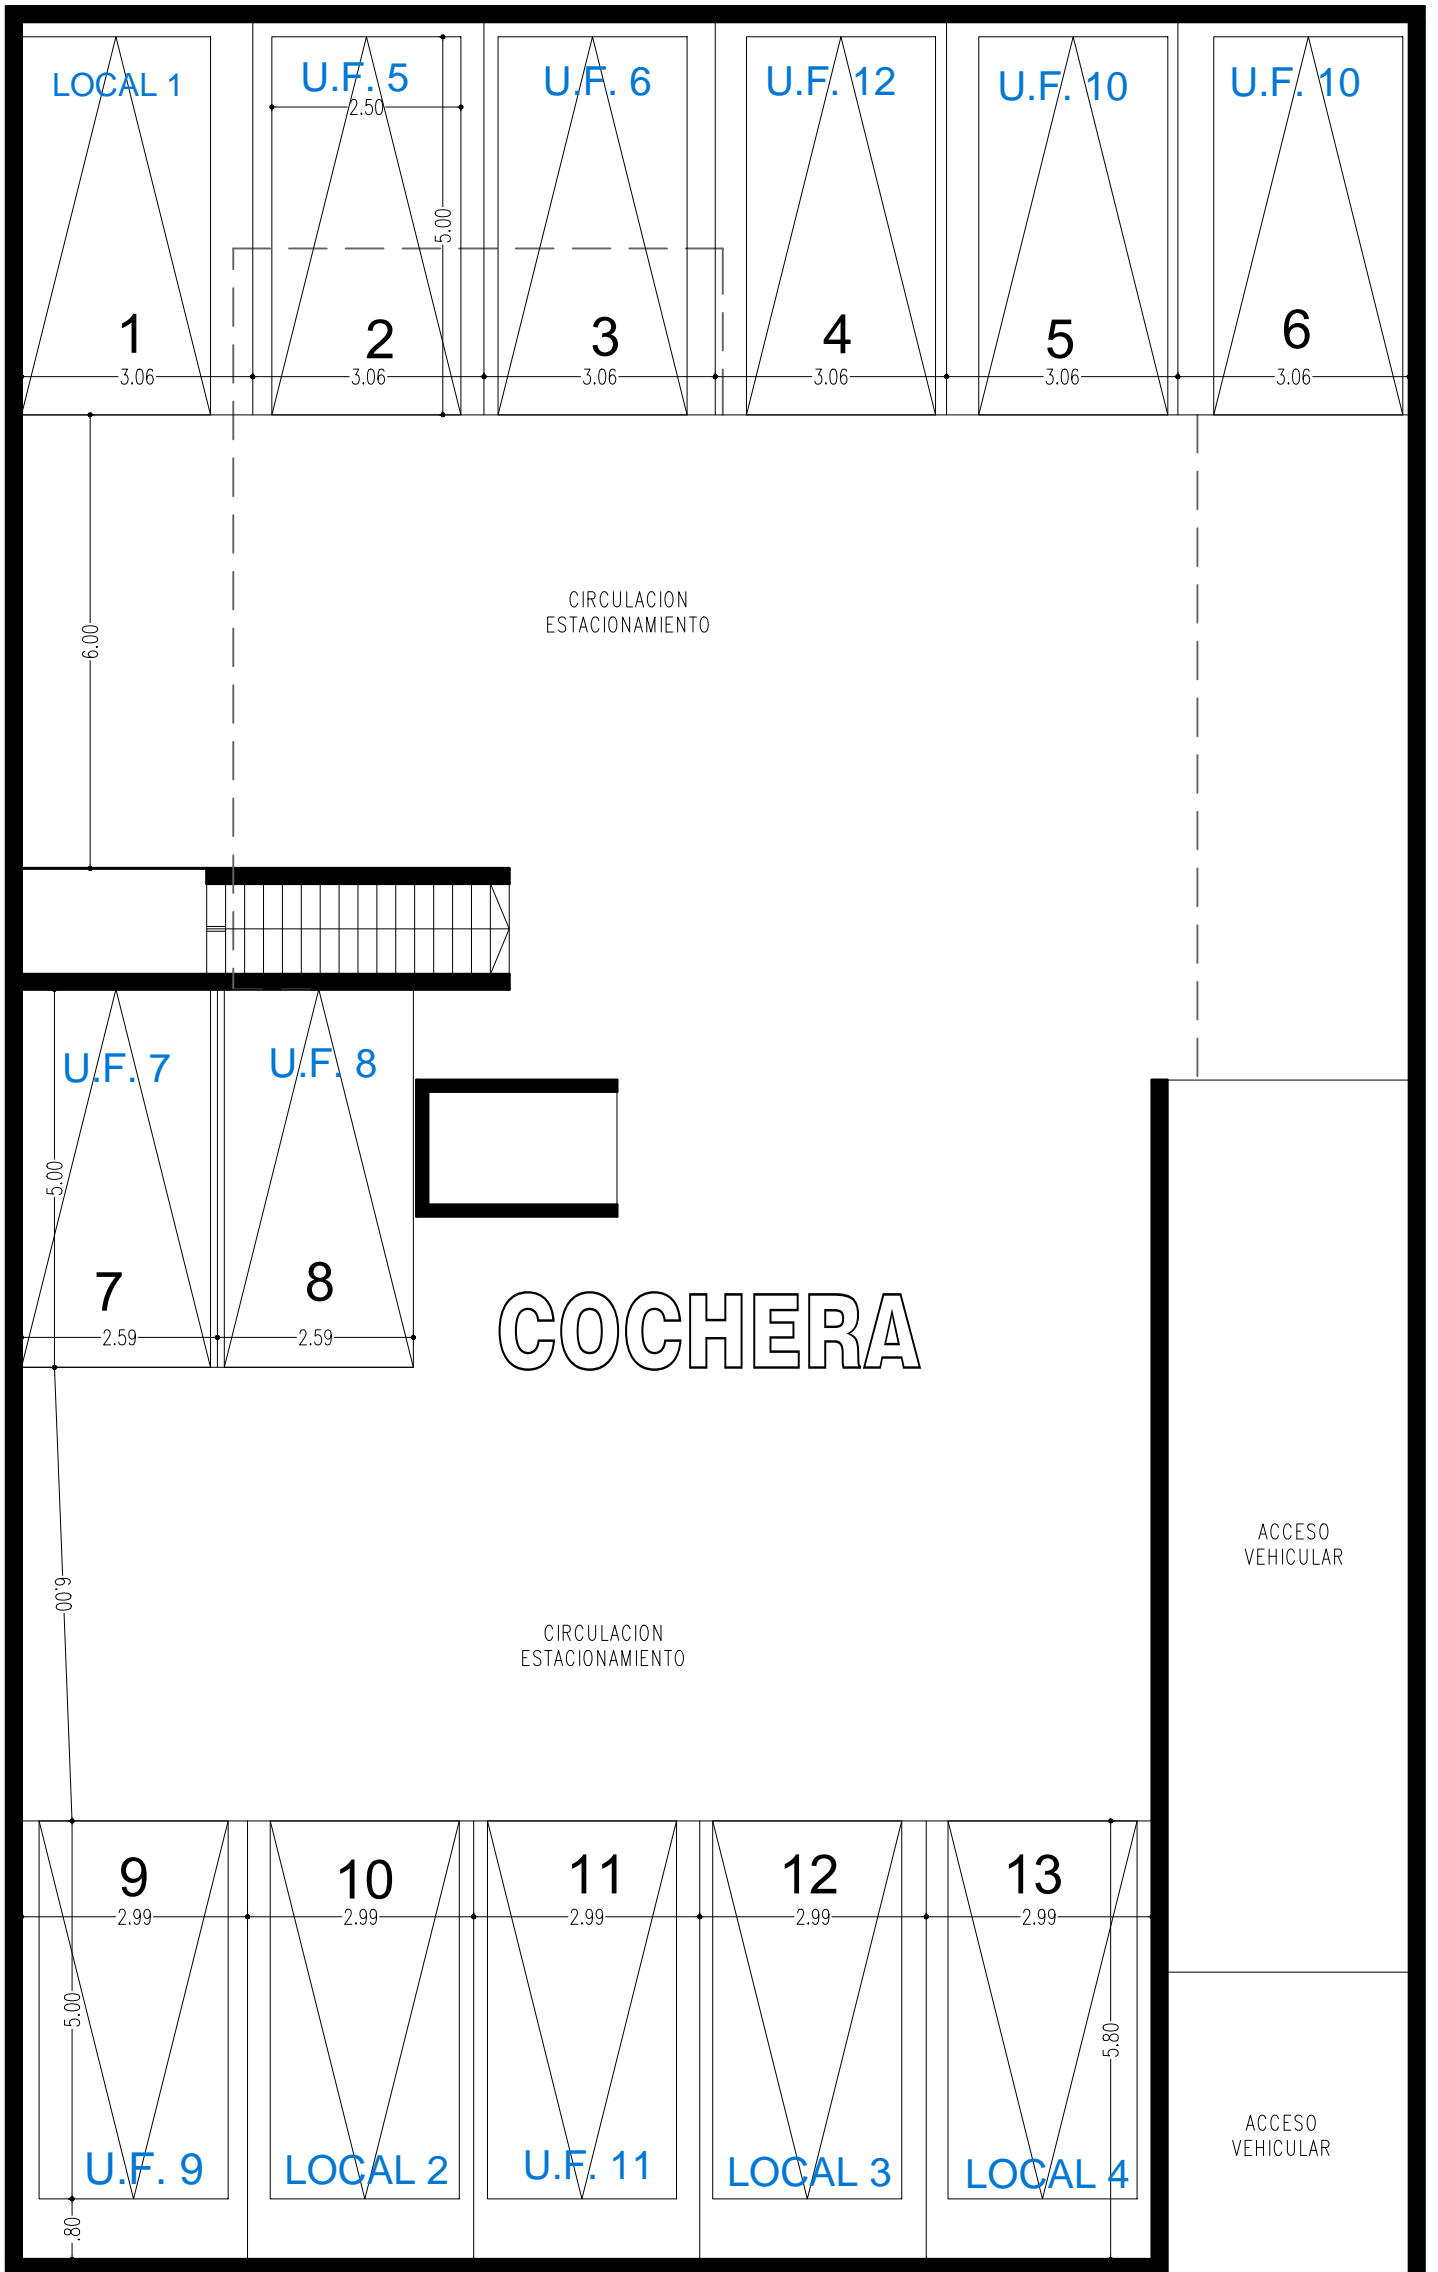 LOCAL 1
U.F. 5
U.F. 6
U.F. 12
U.F. 10
U.F. 10
2.50
5.00
1
2
3
4
5
6
3.06
3.06
3.06
3.06
3.06
3.06
6.00
CIRCULACION
ESTACIONAMIENTO
U.F. 7
U.F. 8
5.00
7
8
2.59
2.59
COCHERA
6.00
ACCESO
VEHICULAR
CIRCULACION
ESTACIONAMIENTO
9
10
11
12
13
2.99
2.99
2.99
2.99
2.99
5.00
5.80
ACCESO
VEHICULAR
U.F. 9
LOCAL 2
U.F. 11
LOCAL 3
LOCAL 4
.80